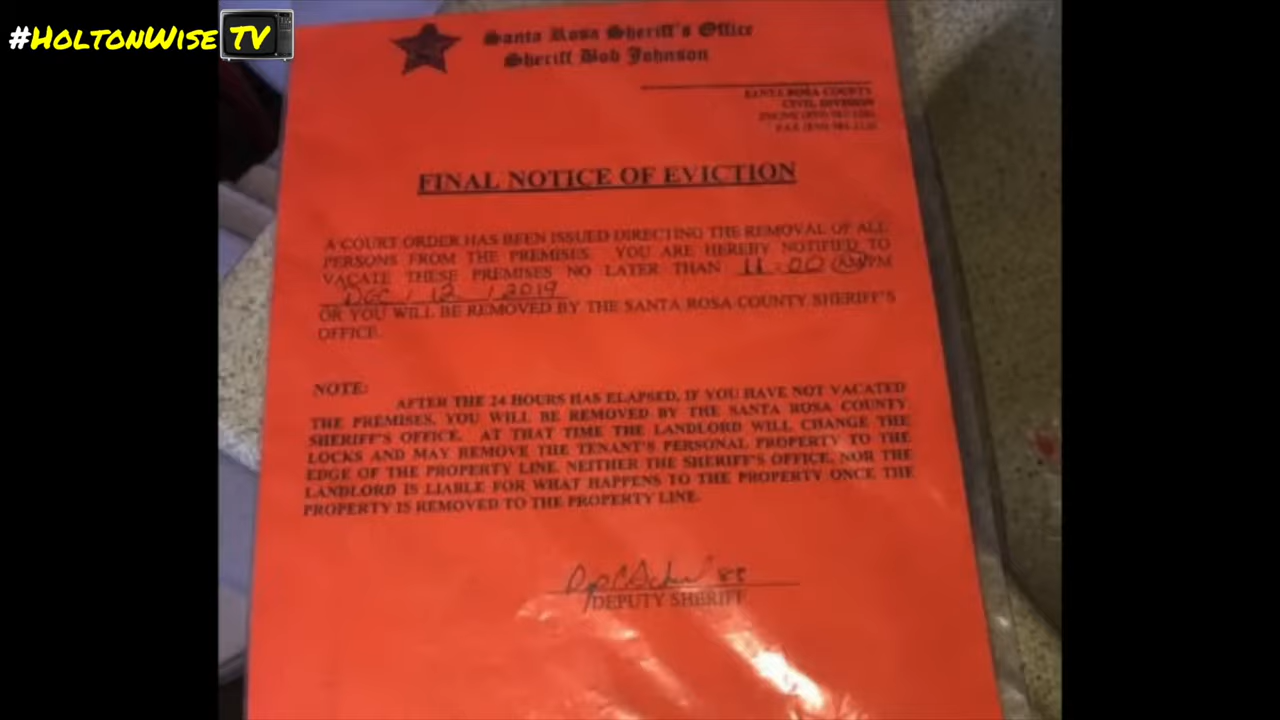 #HoltonWise TV
Santa Rosa Sheriff's Office
Sheriff Bob Johnson
SANTA ROSA COUNTY
CIVIL DIVISION
FINAL NOTICE OF EVICTION
A COURT ORDER HAS BEEN ISSUED DIRECTING THE REMOVAL OF ALL
PERSONS FROM THE PREMISES. YOU ARE HEREBY NOTIFIED TO
VACATE THESE PREMISES NO LATER THAN 11:00 AM/PM
DEC / 12 / 2019
OR YOU WILL BE REMOVED BY THE SANTA ROSA COUNTY SHERIFF'S
OFFICE.
NOTE:
AFTER THE 24 HOURS HAS ELAPSED, IF YOU HAVE NOT VACATED
THE PREMISES, YOU WILL BE REMOVED BY THE SANTA ROSA COUNTY
SHERIFF'S OFFICE. AT THAT TIME THE LANDLORD WILL CHANGE THE
LOCKS AND MAY REMOVE THE TENANT'S PERSONAL PROPERTY TO THE
EDGE OF THE PROPERTY LINE. NEITHER THE SHERIFF'S OFFICE, NOR THE
LANDLORD IS LIABLE FOR WHAT HAPPENS TO THE PROPERTY ONCE THE
PROPERTY IS REMOVED TO THE PROPERTY LINE.
DEPUTY SHERIFF